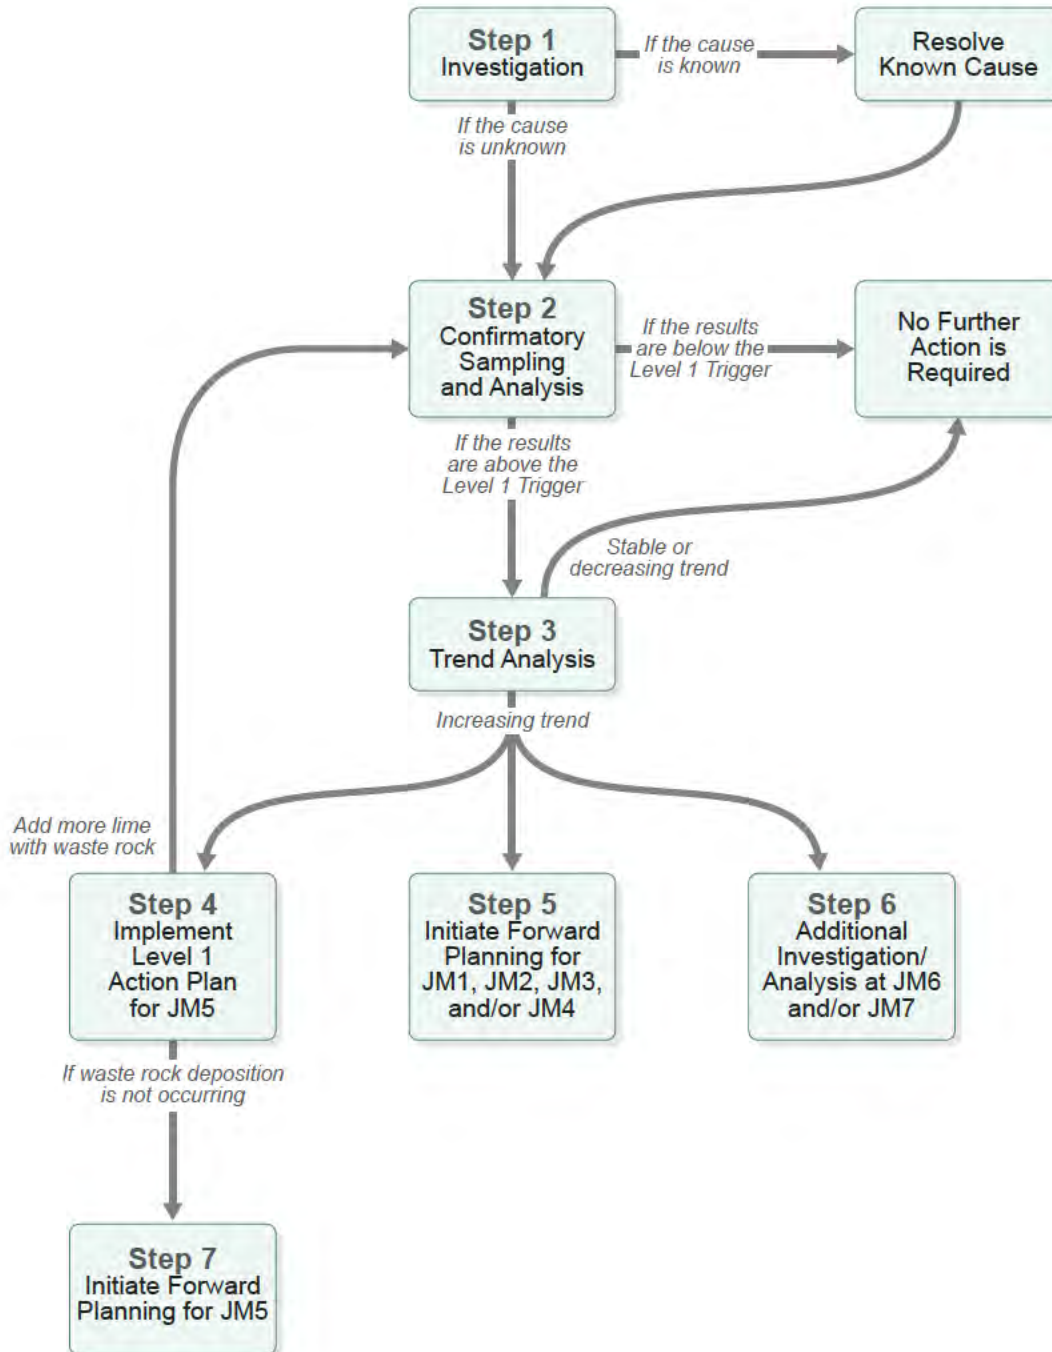 Step 1
Investigation
If the cause
is known
Resolve
Known Cause
If the cause
is unknown
Step 2
Confirmatory
Sampling
and Analysis
If the results
are below the
Level 1 Trigger
No Further
Action is
Required
If the results
are above the
Level 1 Trigger
Stable or
decreasing trend
Step 3
Trend Analysis
Increasing trend
Add more lime
with waste rock
Step 4
Implement
Level 1
Action Plan
for JM5
Step 5
Initiate Forward
Planning for
JM1, JM2, JM3,
and/or JM4
Step 6
Additional
Investigation/
Analysis at JM6
and/or JM7
If waste rock deposition
is not occurring
Step 7
Initiate Forward
Planning for JM5